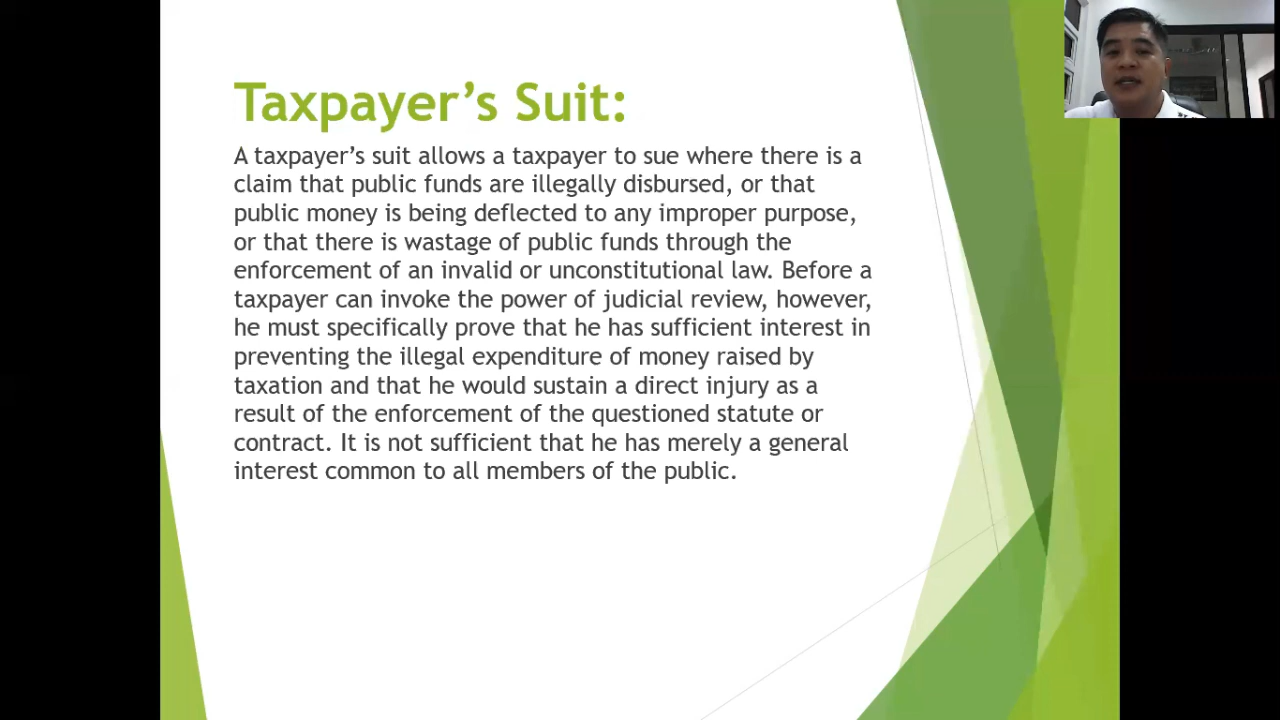 Taxpayer’s Suit:
A taxpayer’s suit allows a taxpayer to sue where there is a
claim that public funds are illegally disbursed, or that
public money is being deflected to any improper purpose,
or that there is wastage of public funds through the
enforcement of an invalid or unconstitutional law. Before a
taxpayer can invoke the power of judicial review, however,
he must specifically prove that he has sufficient interest in
preventing the illegal expenditure of money raised by
taxation and that he would sustain a direct injury as a
result of the enforcement of the questioned statute or
contract. It is not sufficient that he has merely a general
interest common to all members of the public.